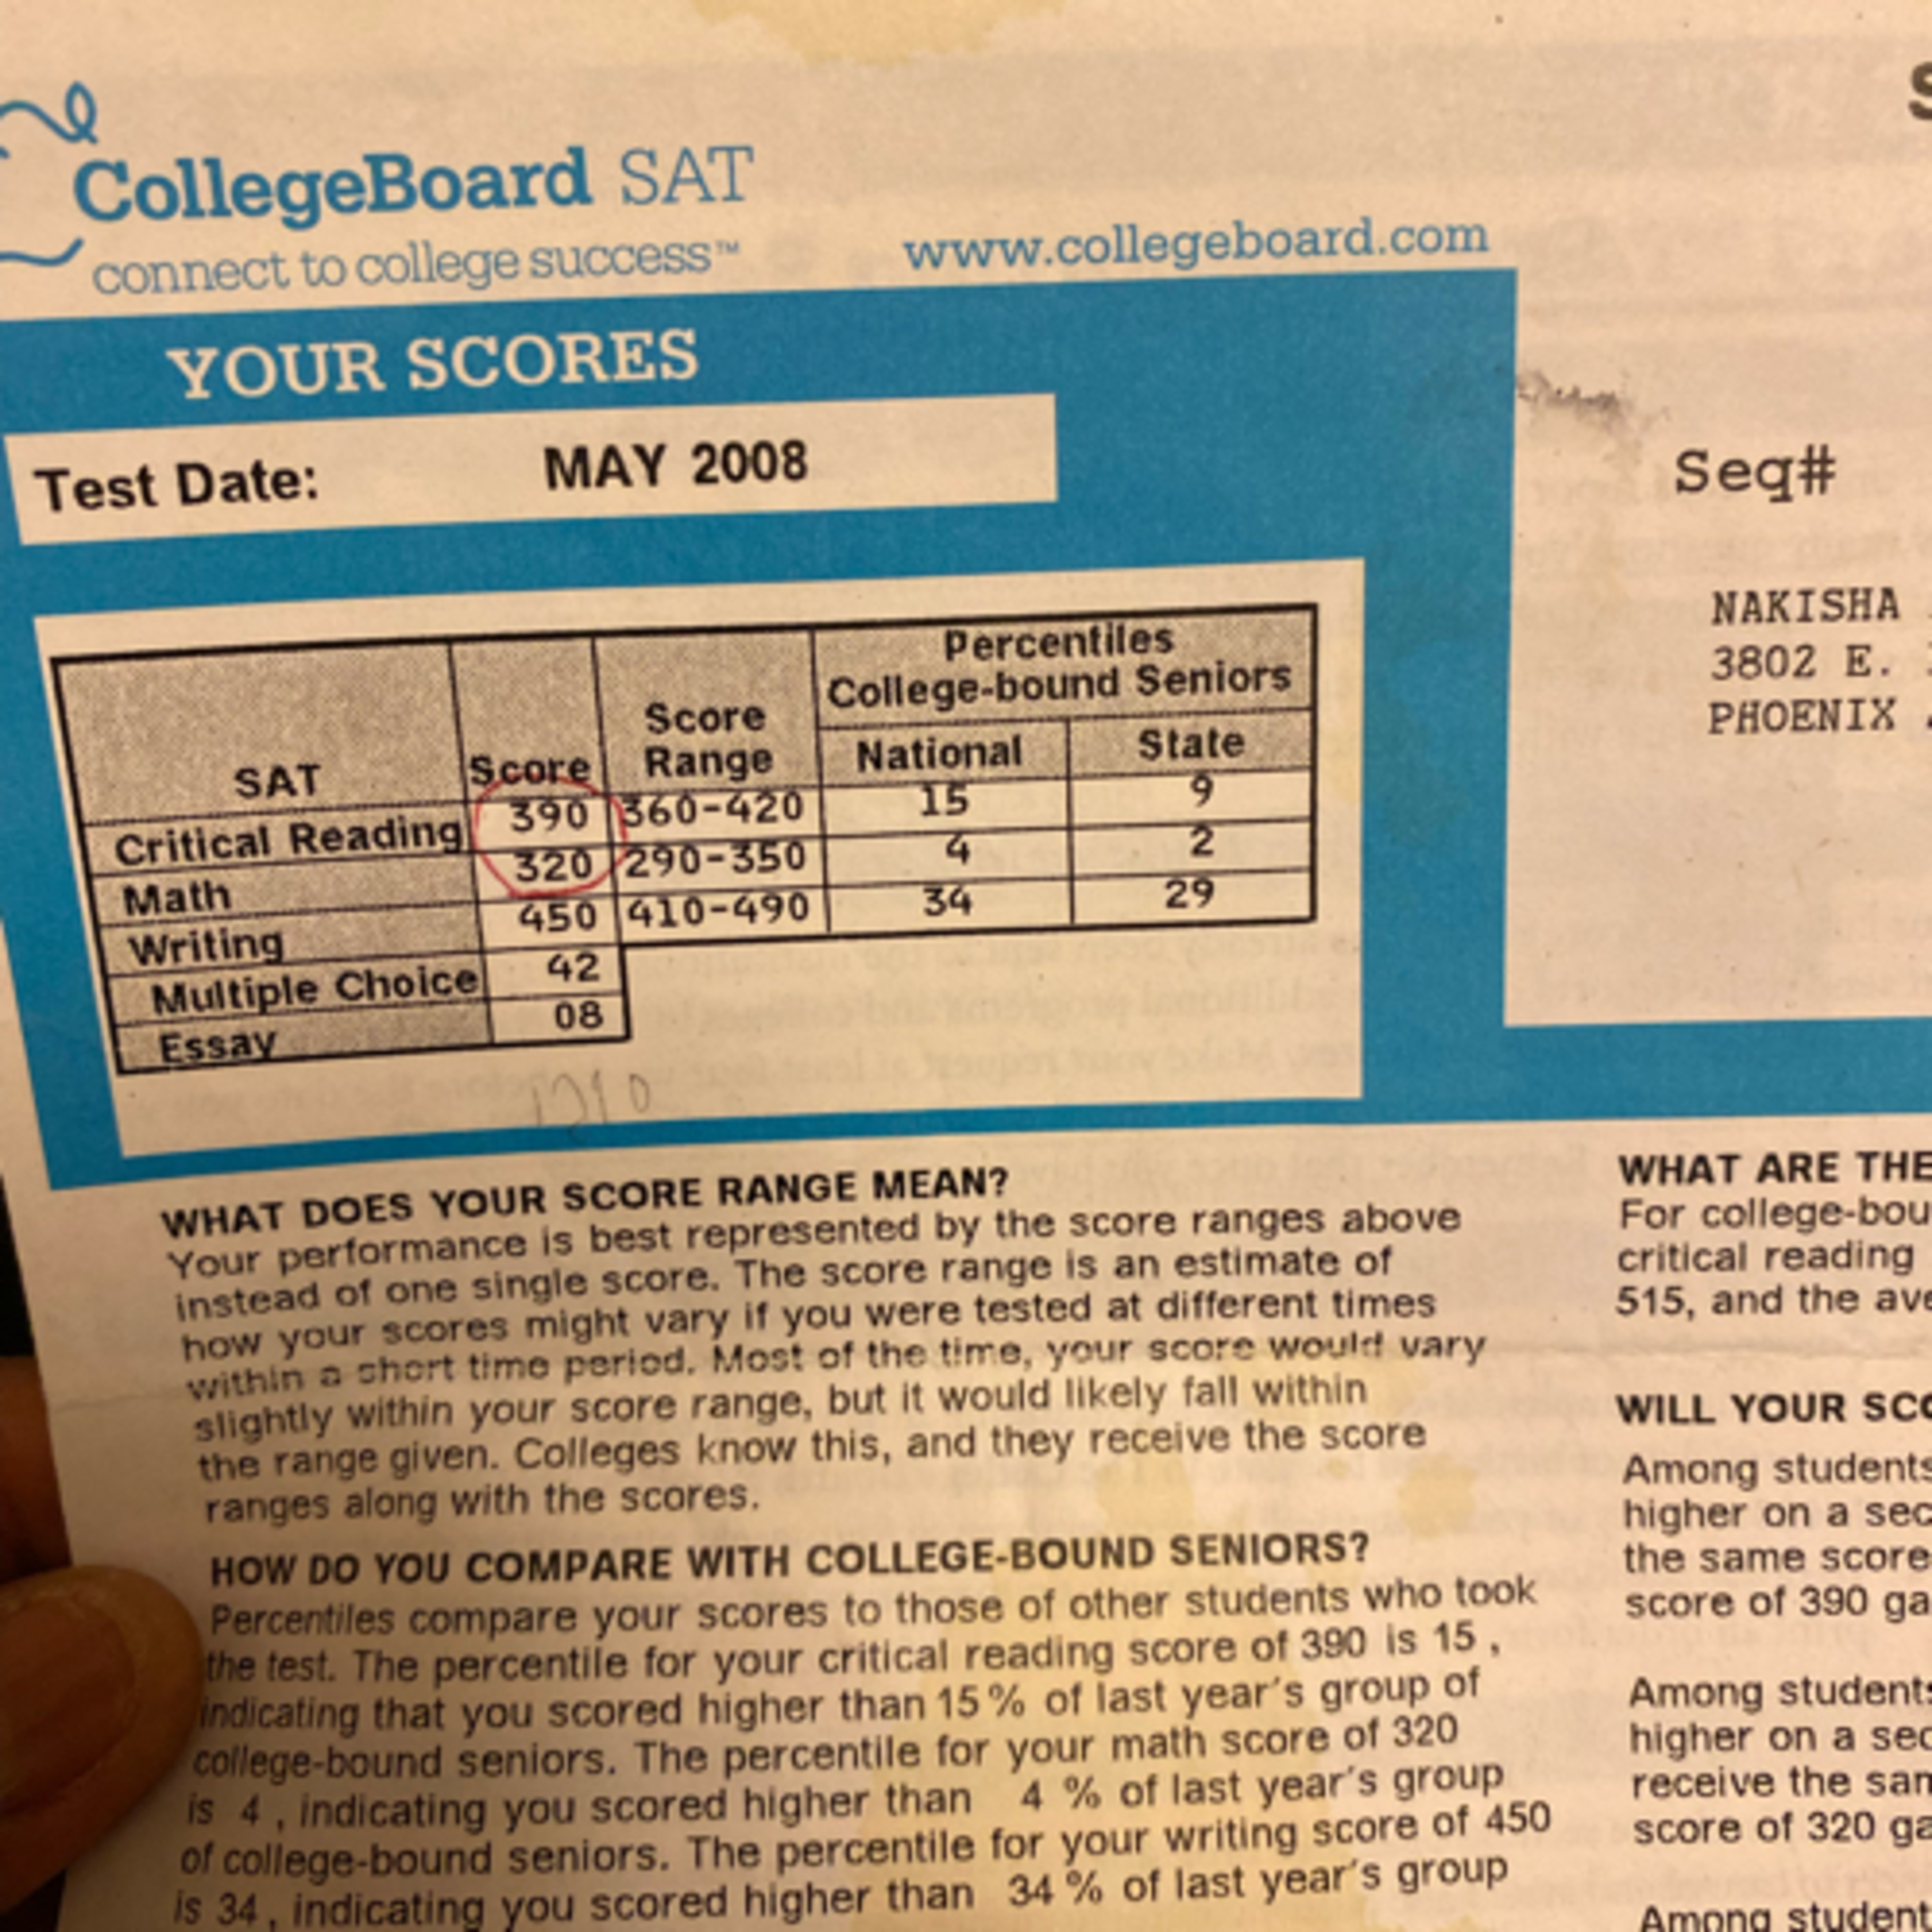 CollegeBoard SAT
connect to college success™
www.collegeboard.com
YOUR SCORES
Test Date: MAY 2008
SAT Score Score Range Percentiles College-bound Seniors National State
Critical Reading 390 360-420 15 9
Math 320 290-350 4 2
Writing 450 410-490 34 29
Multiple Choice 42
Essay 08
Seq#
NAKISHA
3802 E.
PHOENIX
WHAT DOES YOUR SCORE RANGE MEAN?
Your performance is best represented by the score ranges above
instead of one single score. The score range is an estimate of
how your scores might vary if you were tested at different times
within a short time period. Most of the time, your score would vary
slightly within your score range, but it would likely fall within
the range given. Colleges know this, and they receive the score
ranges along with the scores.
HOW DO YOU COMPARE WITH COLLEGE-BOUND SENIORS?
Percentiles compare your scores to those of other students who took
the test. The percentile for your critical reading score of 390 is 15 ,
indicating that you scored higher than 15 % of last year's group of
college-bound seniors. The percentile for your math score of 320
is 4 , indicating you scored higher than 4 % of last year's group
of college-bound seniors. The percentile for your writing score of 450
is 34 , indicating you scored higher than 34 % of last year's group
WHAT ARE THE
For college-bou
critical reading
515, and the ave
WILL YOUR SCO
Among students
higher on a sec
the same score
score of 390 ga
Among students
higher on a sec
receive the sam
score of 320 ga
Among student